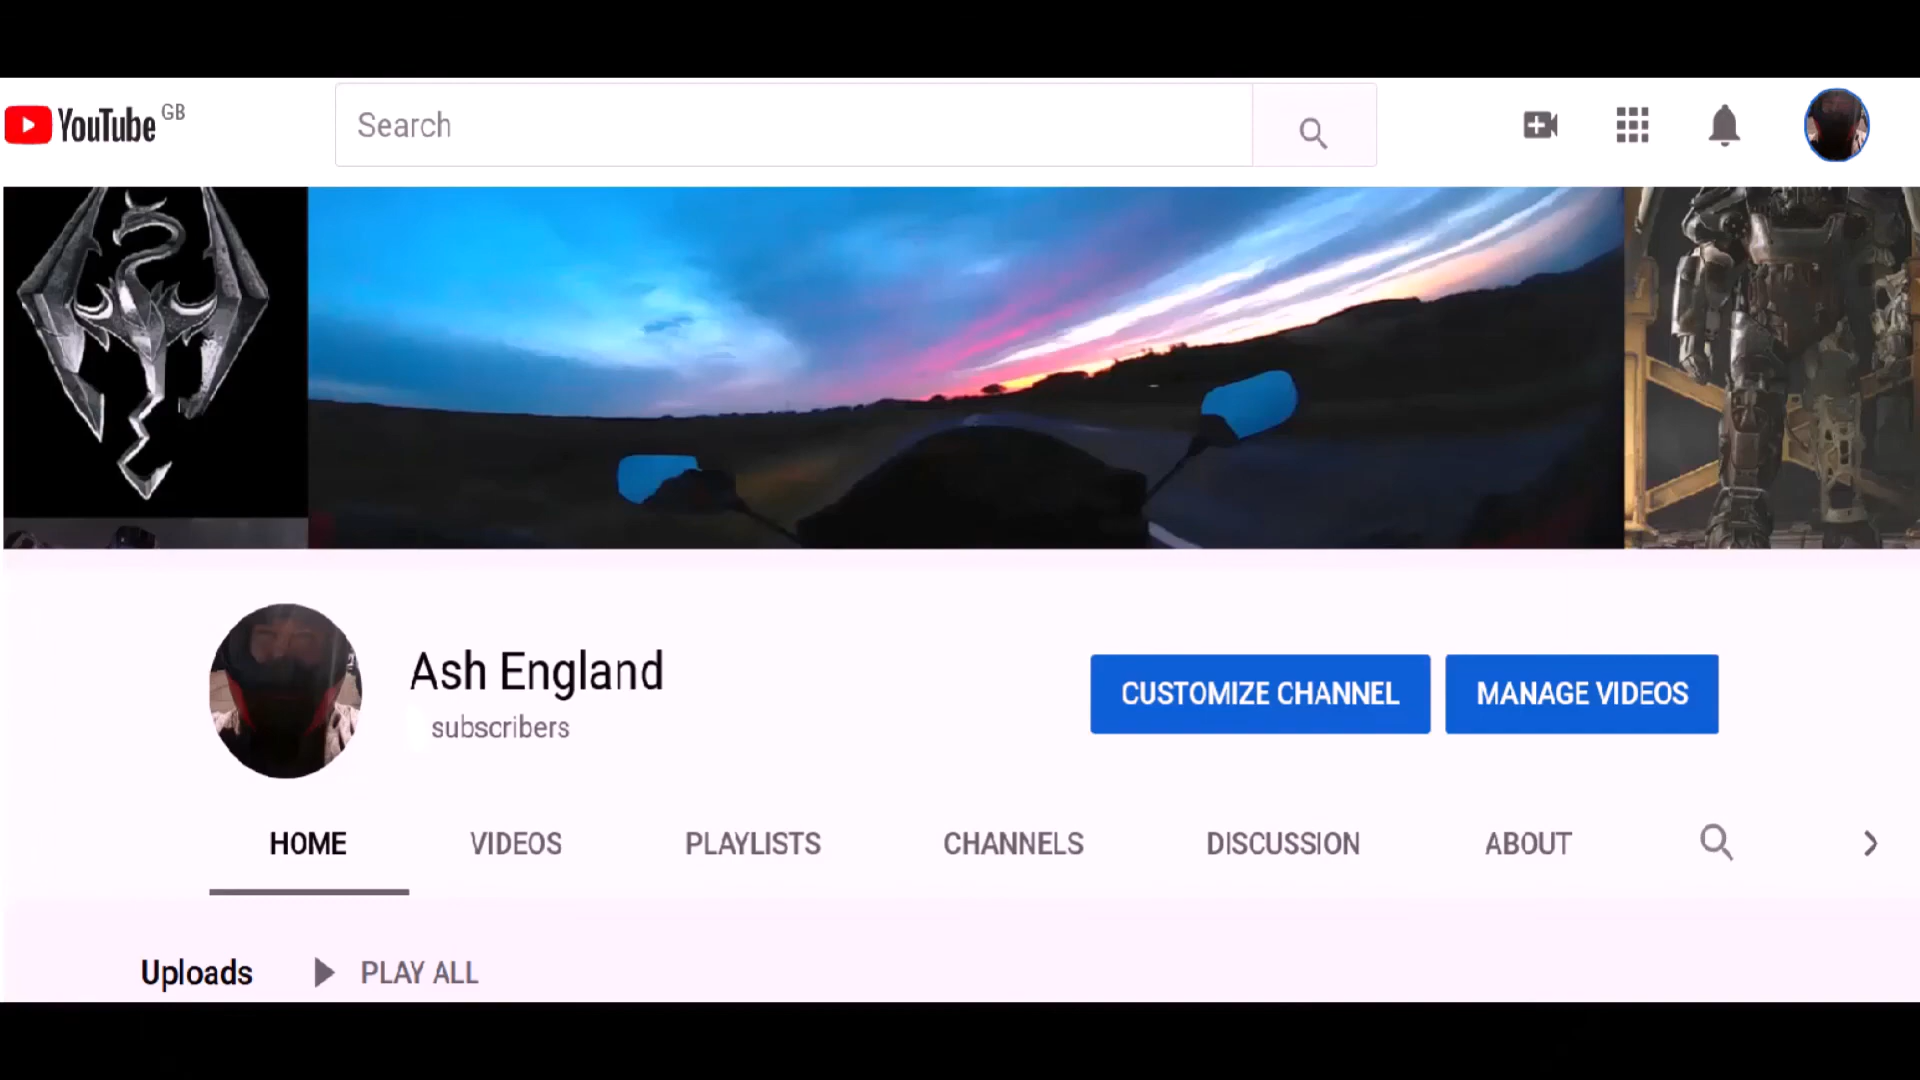 YouTube GB
Search
Ash England
CUSTOMIZE CHANNEL
MANAGE VIDEOS
subscribers
HOME
VIDEOS
PLAYLISTS
CHANNELS
DISCUSSION
ABOUT
Uploads
PLAY ALL